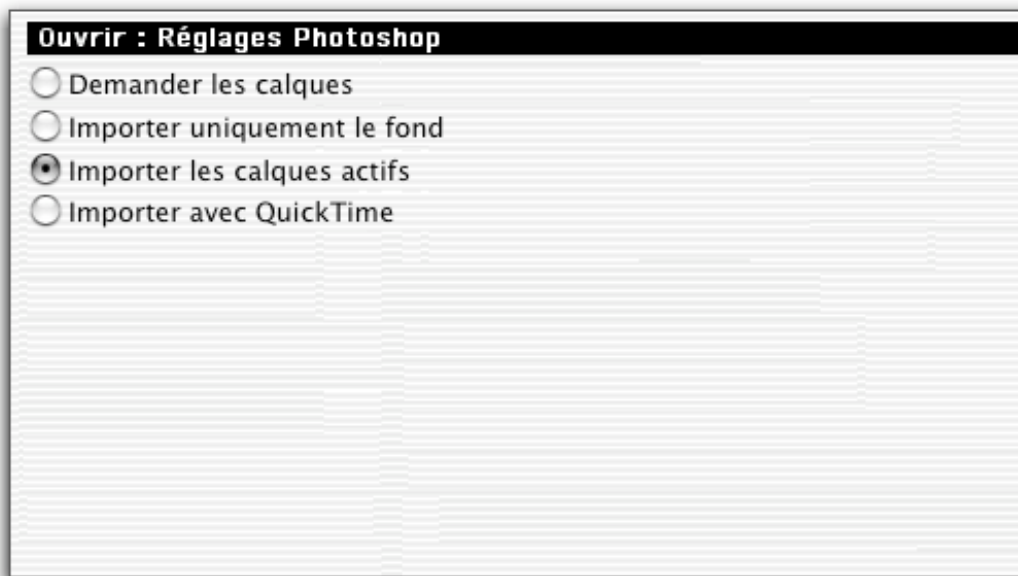 Ouvrir : Réglages Photoshop
Demander les calques
Importer uniquement le fond
Importer les calques actifs
Importer avec QuickTime